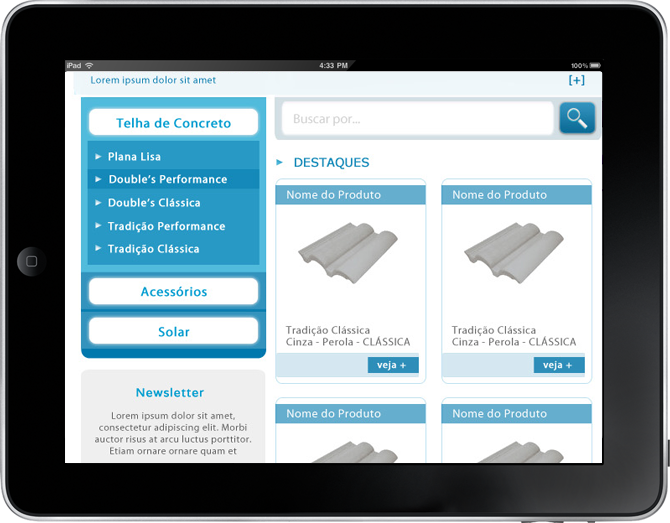 iPad
4:33 PM
100%
Lorem ipsum dolor sit amet
[+]
Telha de Concreto
Plana Lisa
Double's Performance
Double's Clássica
Tradição Performance
Tradição Clássica
Acessórios
Solar
Newsletter
Lorem ipsum dolor sit amet,
consectetur adipiscing elit. Morbi
auctor risus at arcu luctus porttitor.
Etiam ornare ornare quam et
Buscar por...
DESTAQUES
Nome do Produto
Tradição Clássica
Cinza - Perola - CLÁSSICA
veja +
Nome do Produto
Tradição Clássica
Cinza - Perola - CLÁSSICA
veja +
Nome do Produto
Nome do Produto